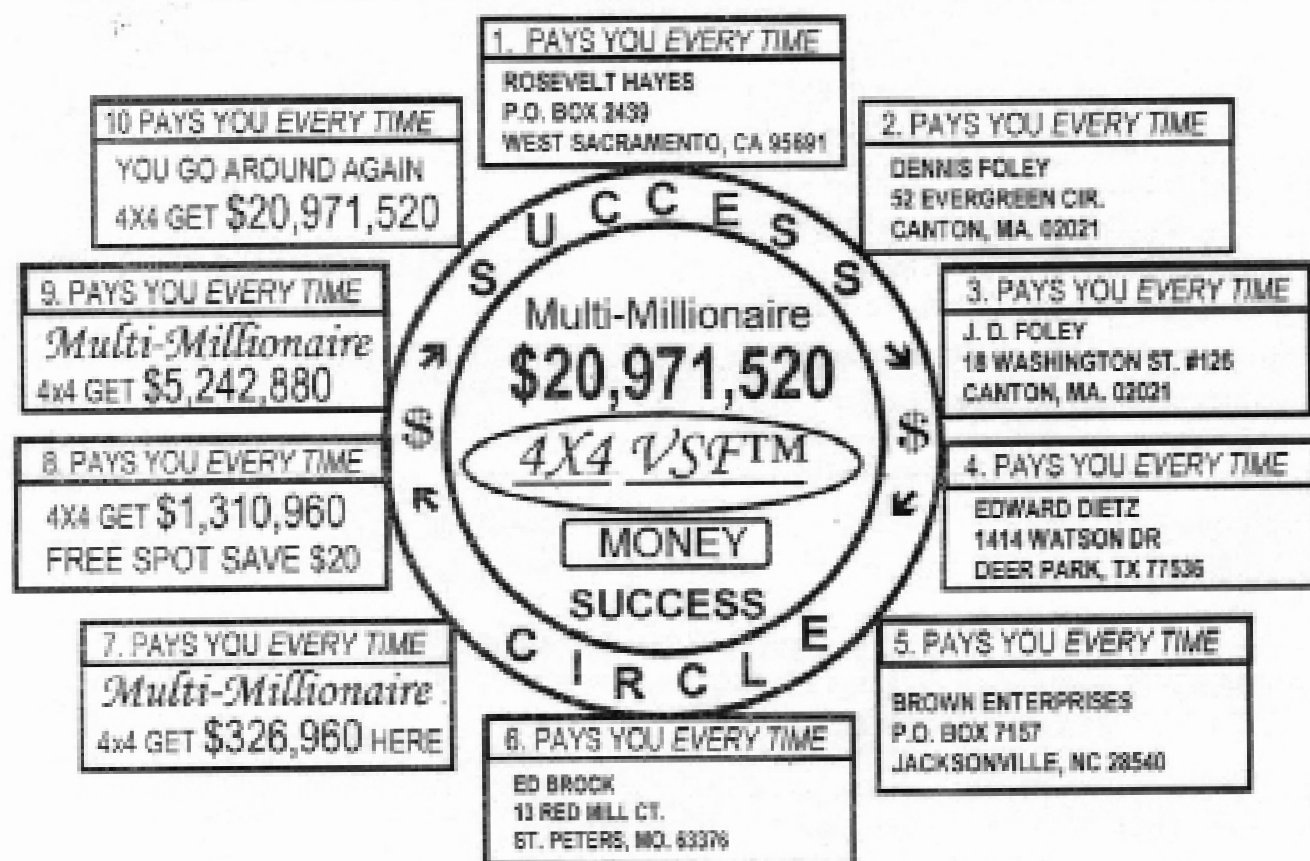 1. PAYS YOU EVERY TIME
ROSEVELT HAYES
P.O. BOX 2439
WEST SACRAMENTO, CA 95691
2. PAYS YOU EVERY TIME
DENNIS FOLEY
52 EVERGREEN CIR.
CANTON, MA. 02021
3. PAYS YOU EVERY TIME
J. D. FOLEY
18 WASHINGTON ST. #126
CANTON, MA. 02021
4. PAYS YOU EVERY TIME
EDWARD DIETZ
1414 WATSON DR
DEER PARK, TX 77536
5. PAYS YOU EVERY TIME
BROWN ENTERPRISES
P.O. BOX 7157
JACKSONVILLE, NC 28540
6. PAYS YOU EVERY TIME
ED BROCK
13 RED MILL CT.
ST. PETERS, MO. 63376
7. PAYS YOU EVERY TIME
Multi-Millionaire
4x4 GET $326,960 HERE
8. PAYS YOU EVERY TIME
4X4 GET $1,310,960
FREE SPOT SAVE $20
9. PAYS YOU EVERY TIME
Multi-Millionaire
4x4 GET $5,242,880
10 PAYS YOU EVERY TIME
YOU GO AROUND AGAIN
4X4 GET $20,971,520
SUCCESS
$ $
CIRCLE
Multi-Millionaire
$20,971,520
4X4 VSF™
MONEY
SUCCESS